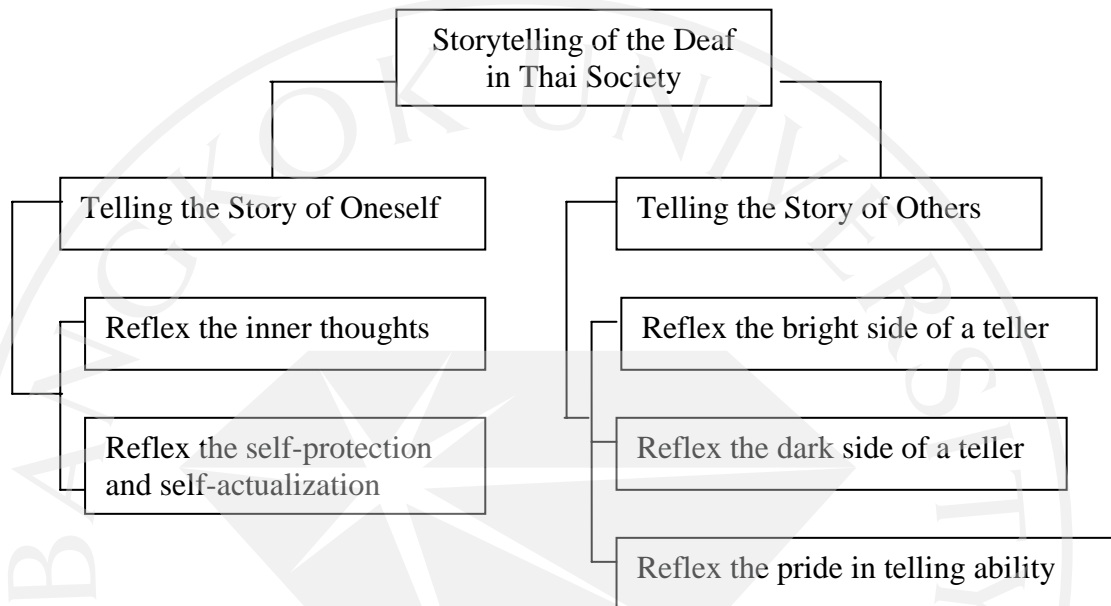 Storytelling of the Deaf
in Thai Society
Telling the Story of Oneself
Reflex the inner thoughts
Reflex the self-protection
and self-actualization
Telling the Story of Others
Reflex the bright side of a teller
Reflex the dark side of a teller
Reflex the pride in telling ability
BANGKOK UNIVERSITY